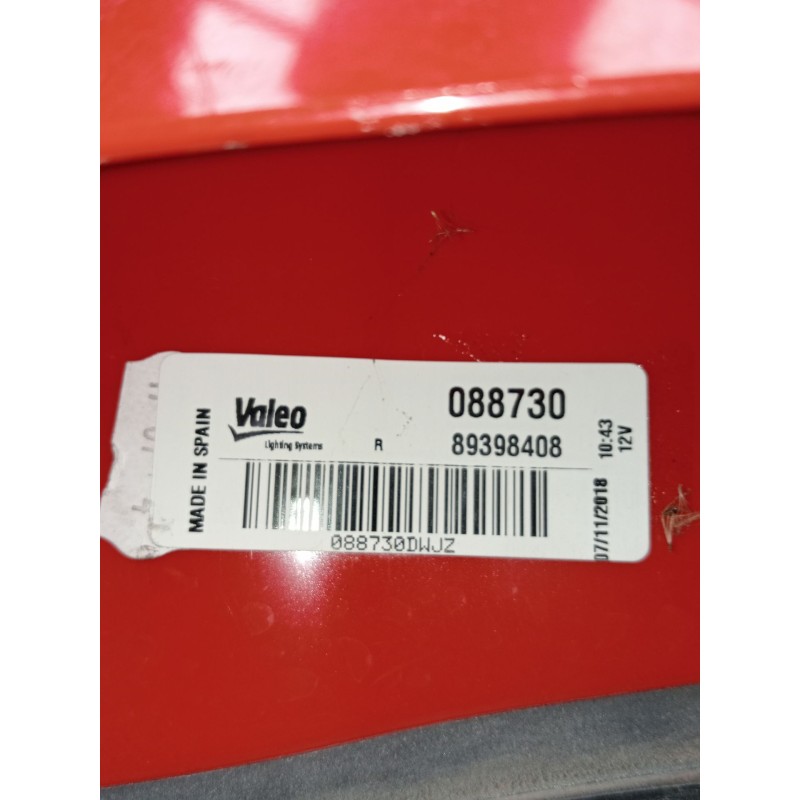 MADE IN SPAIN
Valeo
Lighting Systems
R
088730
89398408
088730DWJZ
07/11/2018 10:43
12V